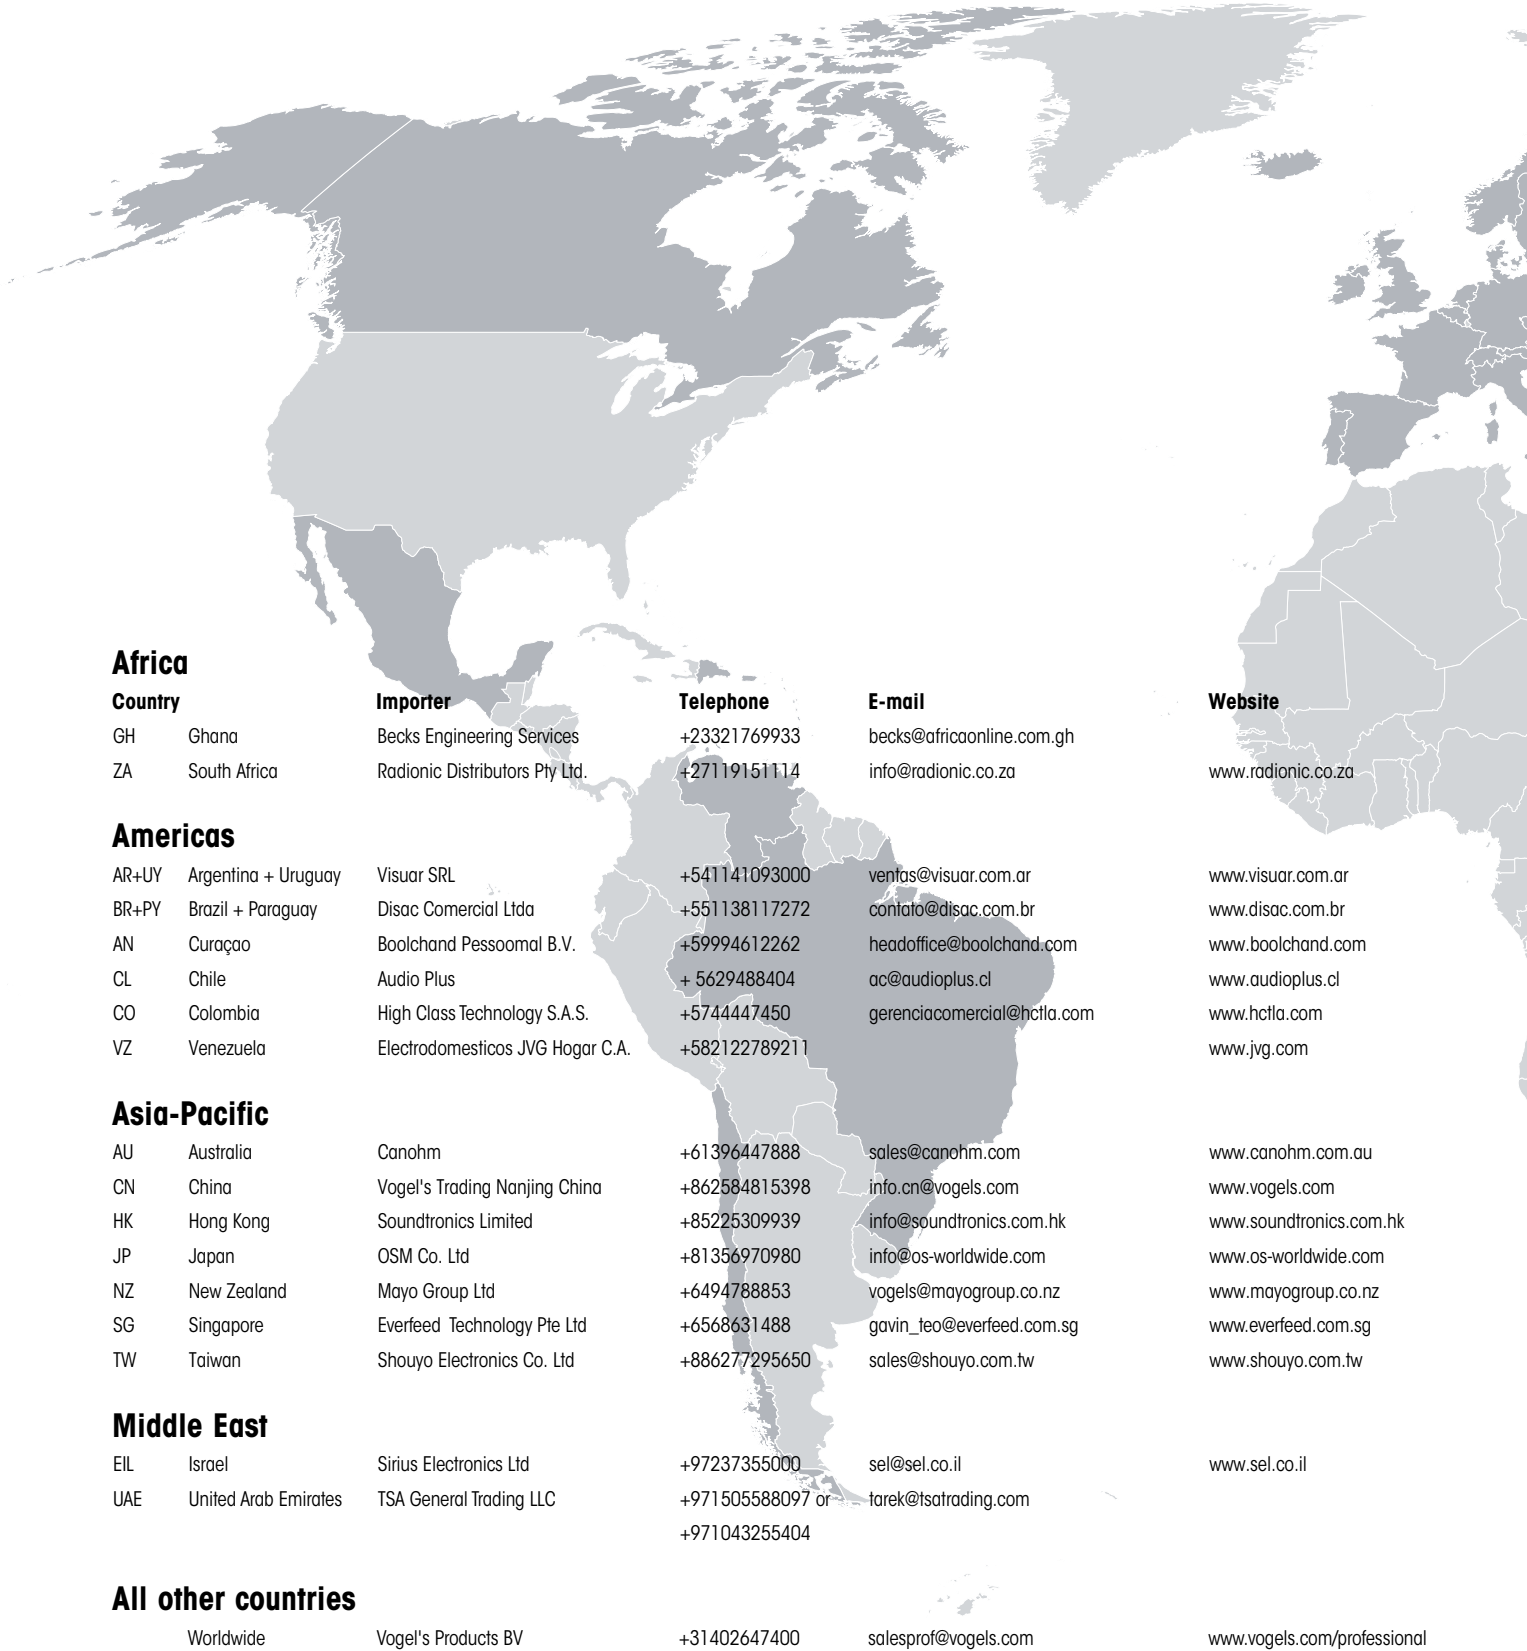 Africa
Country Importer Telephone E-mail Website
GH Ghana Becks Engineering Services +23321769933 becks@africaonline.com.gh
ZA South Africa Radionic Distributors Pty Ltd. +27119151114 info@radionic.co.za www.radionic.co.za
Americas
AR+UY Argentina + Uruguay Visuar SRL +541141093000 ventas@visuar.com.ar www.visuar.com.ar
BR+PY Brazil + Paraguay Disac Comercial Ltda +551138117272 contato@disac.com.br www.disac.com.br
AN Curaçao Boolchand Pessoomal B.V. +59994612262 headoffice@boolchand.com www.boolchand.com
CL Chile Audio Plus + 5629488404 ac@audioplus.cl www.audioplus.cl
CO Colombia High Class Technology S.A.S. +5744447450 gerenciacomercial@hctla.com www.hctla.com
VZ Venezuela Electrodomesticos JVG Hogar C.A. +582122789211 www.jvg.com
Asia-Pacific
AU Australia Canohm +61396447888 sales@canohm.com www.canohm.com.au
CN China Vogel's Trading Nanjing China +862584815398 info.cn@vogels.com www.vogels.com
HK Hong Kong Soundtronics Limited +85225309939 info@soundtronics.com.hk www.soundtronics.com.hk
JP Japan OSM Co. Ltd +81356970980 info@os-worldwide.com www.os-worldwide.com
NZ New Zealand Mayo Group Ltd +6494788853 vogels@mayogroup.co.nz www.mayogroup.co.nz
SG Singapore Everfeed Technology Pte Ltd +6568631488 gavin_teo@everfeed.com.sg www.everfeed.com.sg
TW Taiwan Shouyo Electronics Co. Ltd +886277295650 sales@shouyo.com.tw www.shouyo.com.tw
Middle East
EIL Israel Sirius Electronics Ltd +97237355000 sel@sel.co.il www.sel.co.il
UAE United Arab Emirates TSA General Trading LLC +971505588097 or tarek@tsatrading.com
+971043255404
All other countries
Worldwide Vogel's Products BV +31402647400 salesprof@vogels.com www.vogels.com/professional